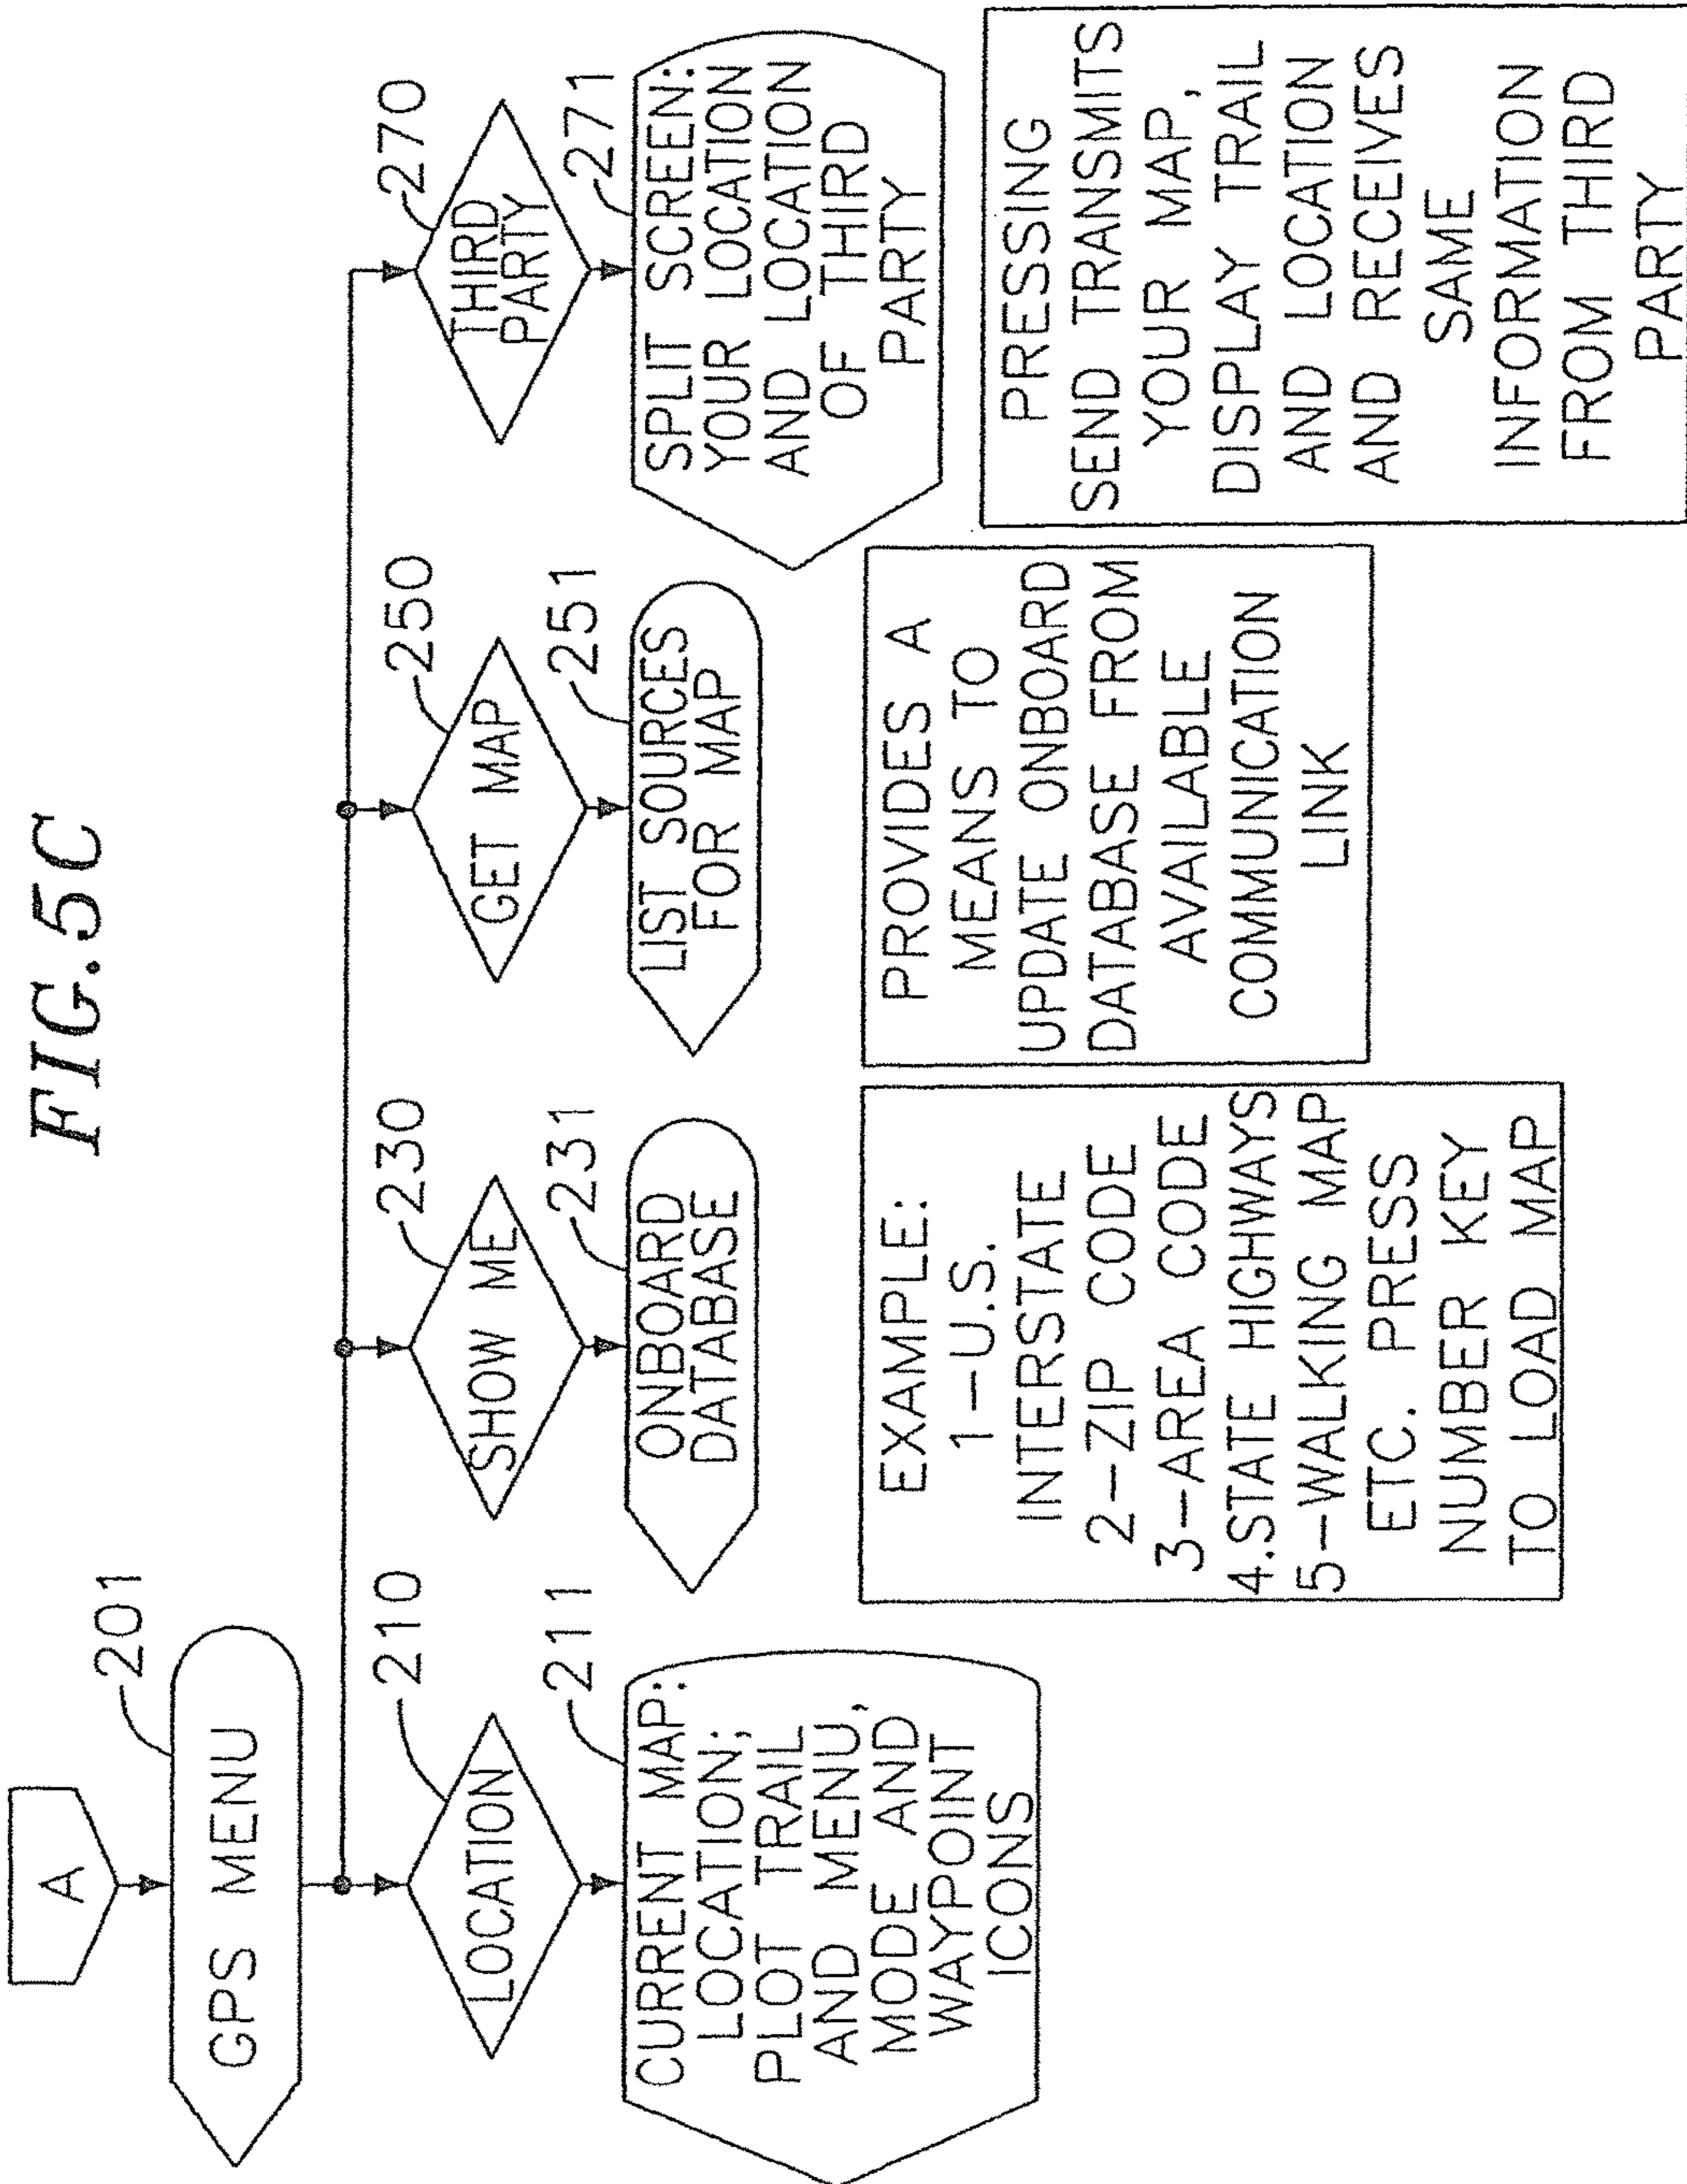 FIG.5C
A
201
GPS MENU
210
LOCATION
211
CURRENT MAP:
LOCATION;
PLOT TRAIL
AND MENU,
MODE AND
WAYPOINT
ICONS
230
SHOW ME
231
ONBOARD
DATABASE
EXAMPLE:
1-U.S.
INTERSTATE
2-ZIP CODE
3-AREA CODE
4.STATE HIGHWAYS
5-WALKING MAP
ETC. PRESS
NUMBER KEY
TO LOAD MAP
250
GET MAP
251
LIST SOURCES
FOR MAP
PROVIDES A
MEANS TO
UPDATE ONBOARD
DATABASE FROM
AVAILABLE
COMMUNICATION
LINK
270
THIRD
PARTY
271
SPLIT SCREEN:
YOUR LOCATION
AND LOCATION
OF THIRD
PARTY
PRESSING
SEND TRANSMITS
YOUR MAP,
DISPLAY TRAIL
AND LOCATION
AND RECEIVES
SAME
INFORMATION
FROM THIRD
PARTY